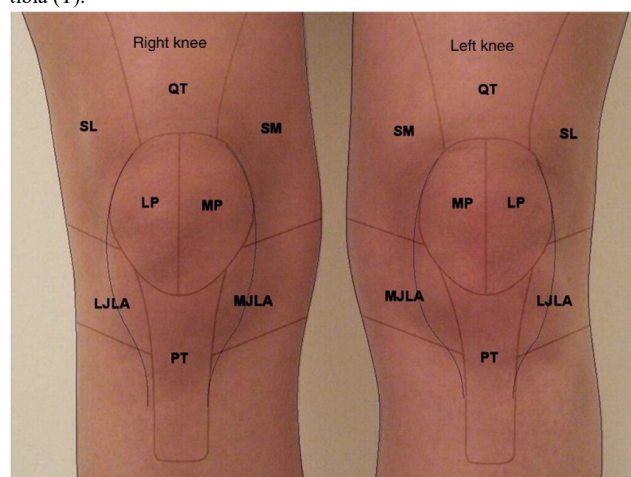 tibia (T).
Right knee
Left knee
QT
QT
SL
SM
SM
SL
LP
MP
MP
LP
LJLA
MJLA
MJLA
LJLA
PT
PT